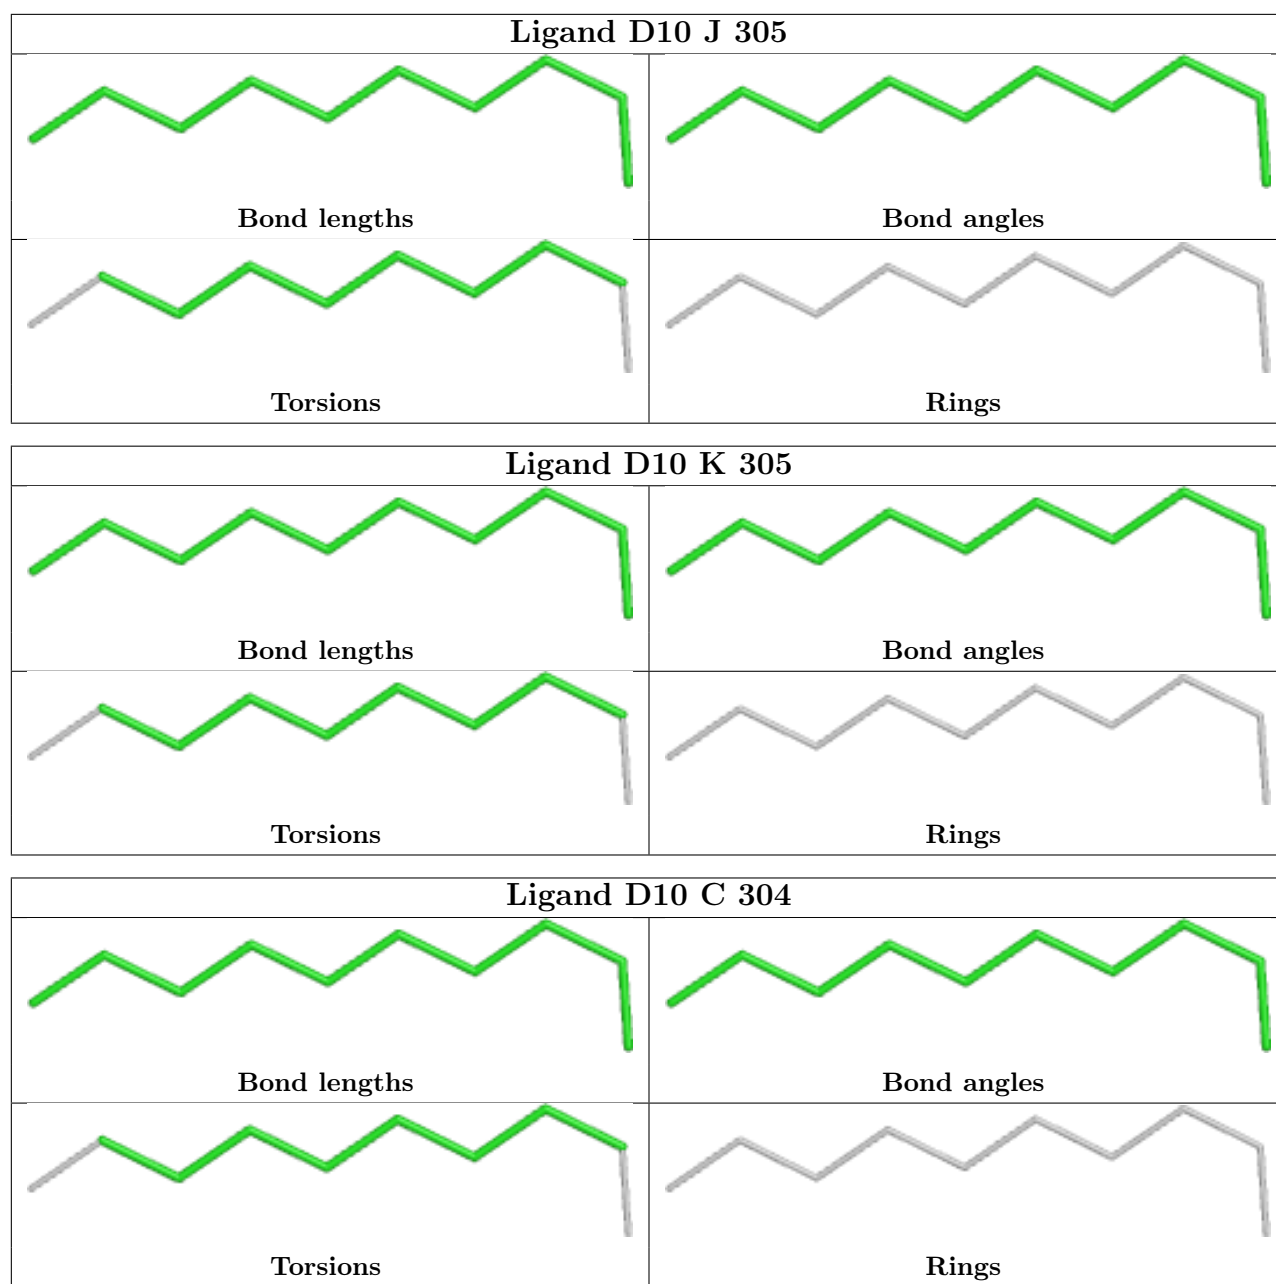 Ligand D10 J 305
Bond lengths Bond angles
Torsions Rings
Ligand D10 K 305
Bond lengths Bond angles
Torsions Rings
Ligand D10 C 304
Bond lengths Bond angles
Torsions Rings